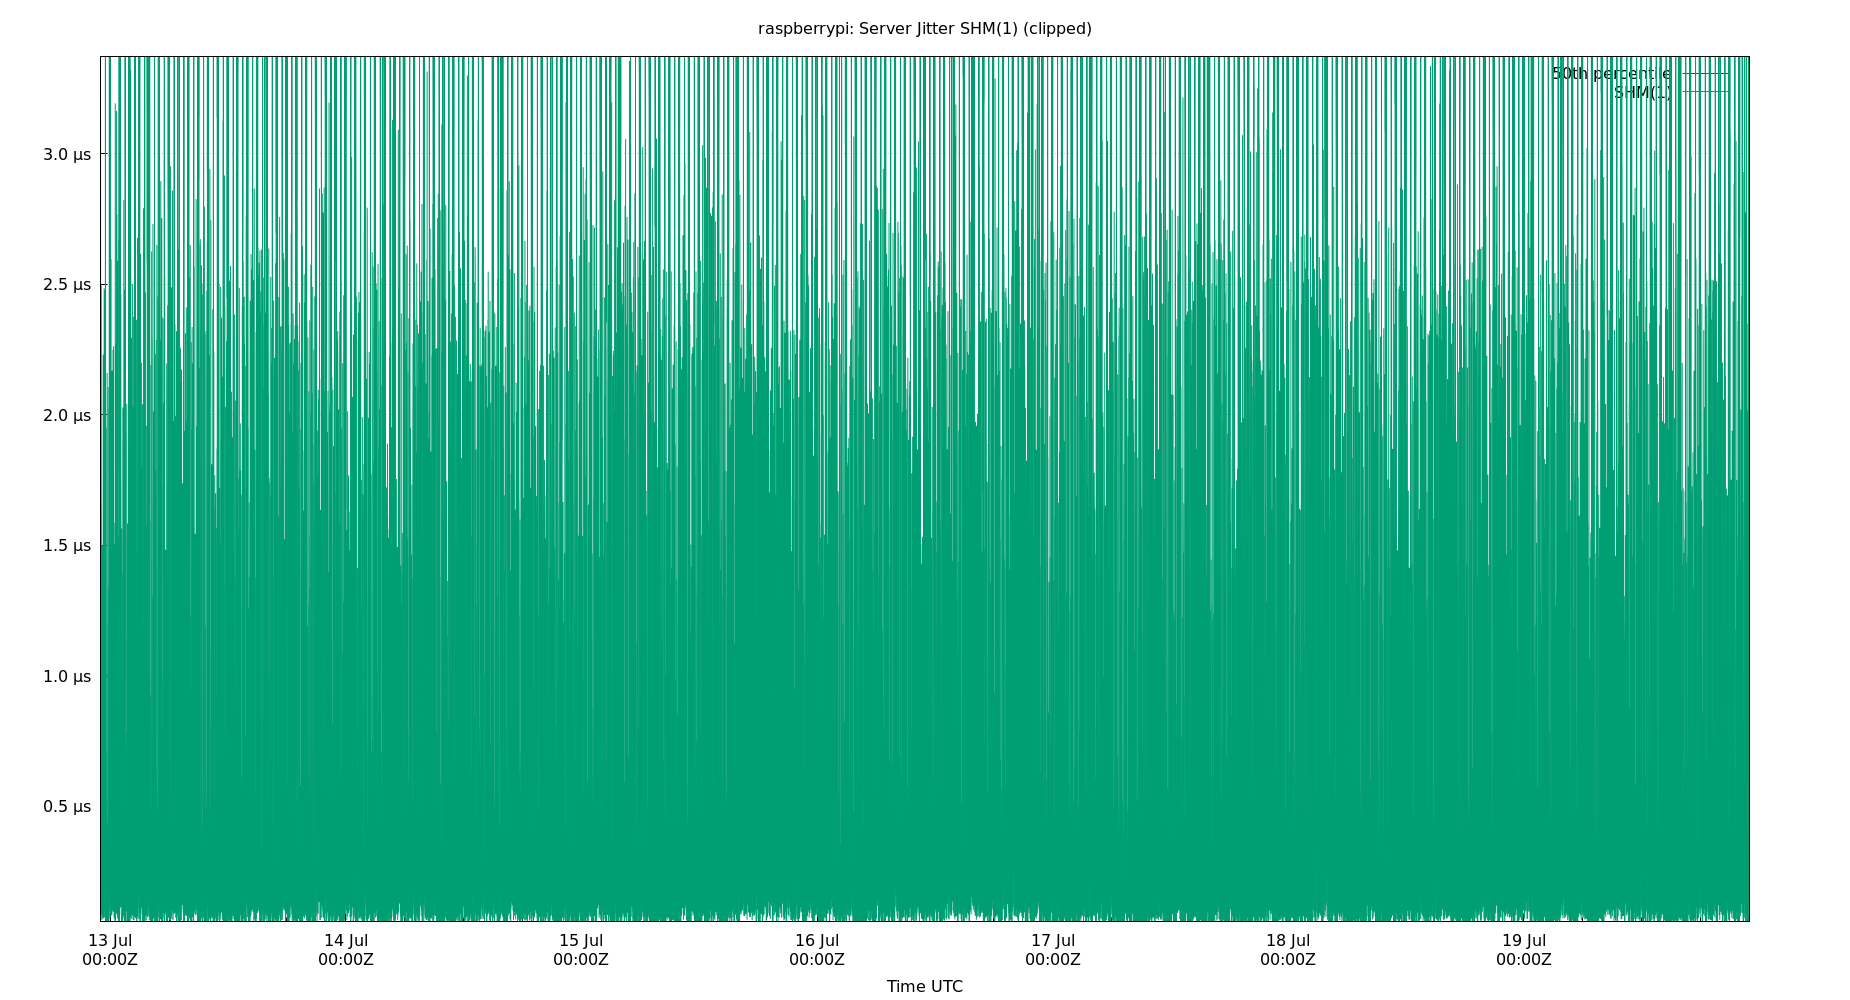 raspberrypi: Server Jitter SHM(1) (clipped)
50th percentile
SHM(1)
3.0 µs
2.5 µs
2.0 µs
1.5 µs
1.0 µs
0.5 µs
13 Jul 14 Jul 15 Jul 16 Jul 17 Jul 18 Jul 19 Jul
00:00Z 00:00Z 00:00Z 00:00Z 00:00Z 00:00Z 00:00Z
Time UTC